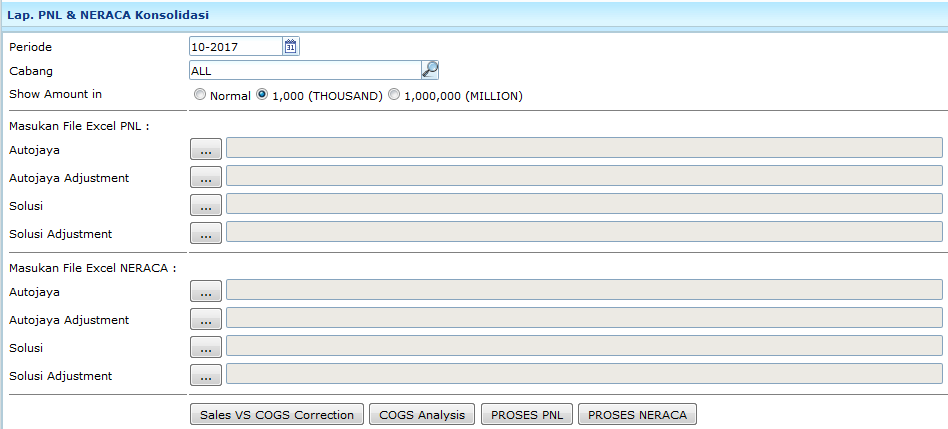 Lap. PNL & NERACA Konsolidasi
Periode 10-2017 31
Cabang ALL
Show Amount in Normal 1,000 (THOUSAND) 1,000,000 (MILLION)
Masukan File Excel PNL :
Autojaya ...
Autojaya Adjustment ...
Solusi ...
Solusi Adjustment ...
Masukan File Excel NERACA :
Autojaya ...
Autojaya Adjustment ...
Solusi ...
Solusi Adjustment ...
Sales VS COGS Correction COGS Analysis PROSES PNL PROSES NERACA